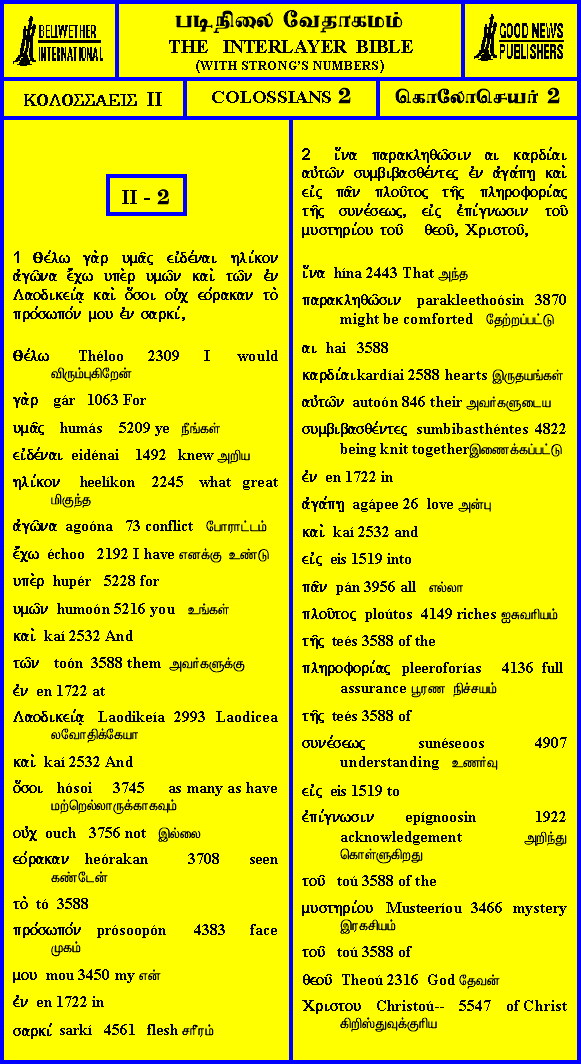 BELLWETHER
INTERNATIONAL
படிநிலை வேதாகமம்
THE INTERLAYER BIBLE
(WITH STRONG'S NUMBERS)
GOOD NEWS
PUBLISHERS
ΚΟΛΟΣΣΑΕΙΣ II
COLOSSIANS 2
கொலோசெயர் 2
II - 2
1 Θέλω γὰρ υμᾶς εἰδέναι ηλίκον
ἀγῶνα ἔχω υπὲρ υμῶν καὶ τῶν ἐν
Λαοδικείᾳ καὶ ὅσοι οὐχ εόρακαν τὸ
πρόσωπόν μου ἐν σαρκί,
Θέλω Théloo 2309 I would
விரும்புகிறேன்
γὰρ gár 1063 For
υμᾶς humás 5209 ye நீங்கள்
εἰδέναι eidénai 1492 knew அறிய
ηλίκον heelíkon 2245 what great
மிகுந்த
ἀγῶνα agoóna 73 conflict போராட்டம்
ἔχω échoo 2192 I have எனக்கு உண்டு
υπὲρ hupér 5228 for
υμῶν humoón 5216 you உங்கள்
καὶ kaí 2532 And
τῶν toón 3588 them அவர்களுக்கு
ἐν en 1722 at
Λαοδικείᾳ Laodikeía 2993 Laodicea
லவோதிக்கேயா
καὶ kaí 2532 And
ὅσοι hósoi 3745 as many as have
மற்றெல்லாருக்காகவும்
οὐχ ouch 3756 not இல்லை
εόρακαν heórakan 3708 seen
கண்டேன்
τὸ tó 3588
πρόσωπόν prósoopón 4383 face
முகம்
μου mou 3450 my என்
ἐν en 1722 in
σαρκί sarkí 4561 flesh சரீரம்
2 ἵνα παρακληθῶσιν αι καρδίαι
αὐτῶν συμβιβασθέντες ἐν ἀγάπῃ καὶ
εἰς πᾶν πλοῦτος τῆς πληροφορίας
τῆς συνέσεως, εἰς ἐπίγνωσιν τοῦ
μυστηρίου τοῦ θεοῦ, Χριστοῦ,
ἵνα hína 2443 That அந்த
παρακληθῶσιν parakleethoósin 3870
might be comforted தேற்றப்பட்டு
αι hai 3588
καρδίαι kardíai 2588 hearts இருதயங்கள்
αὐτῶν autoón 846 their அவர்களுடைய
συμβιβασθέντες sumbibasthéntes 4822
being knit together இணைக்கப்பட்டு
ἐν en 1722 in
ἀγάπῃ agápee 26 love அன்பு
καὶ kaí 2532 and
εἰς eis 1519 into
πᾶν pán 3956 all எல்லா
πλοῦτος ploútos 4149 riches ஐசுவரியம்
τῆς teés 3588 of the
πληροφορίας pleeroforías 4136 full
assurance பூரண நிச்சயம்
τῆς teés 3588 of
συνέσεως sunéseoos 4907
understanding உணர்வு
εἰς eis 1519 to
ἐπίγνωσιν epignoosin 1922
acknowledgement அறிந்து
கொள்ளுகிறது
τοῦ toú 3588 of the
μυστηρίου Musteeríou 3466 mystery
இரகசியம்
τοῦ toú 3588 of
θεοῦ Theoú 2316 God தேவன்
Χριστου Christoú-- 5547 of Christ
கிறிஸ்துவுக்குரிய